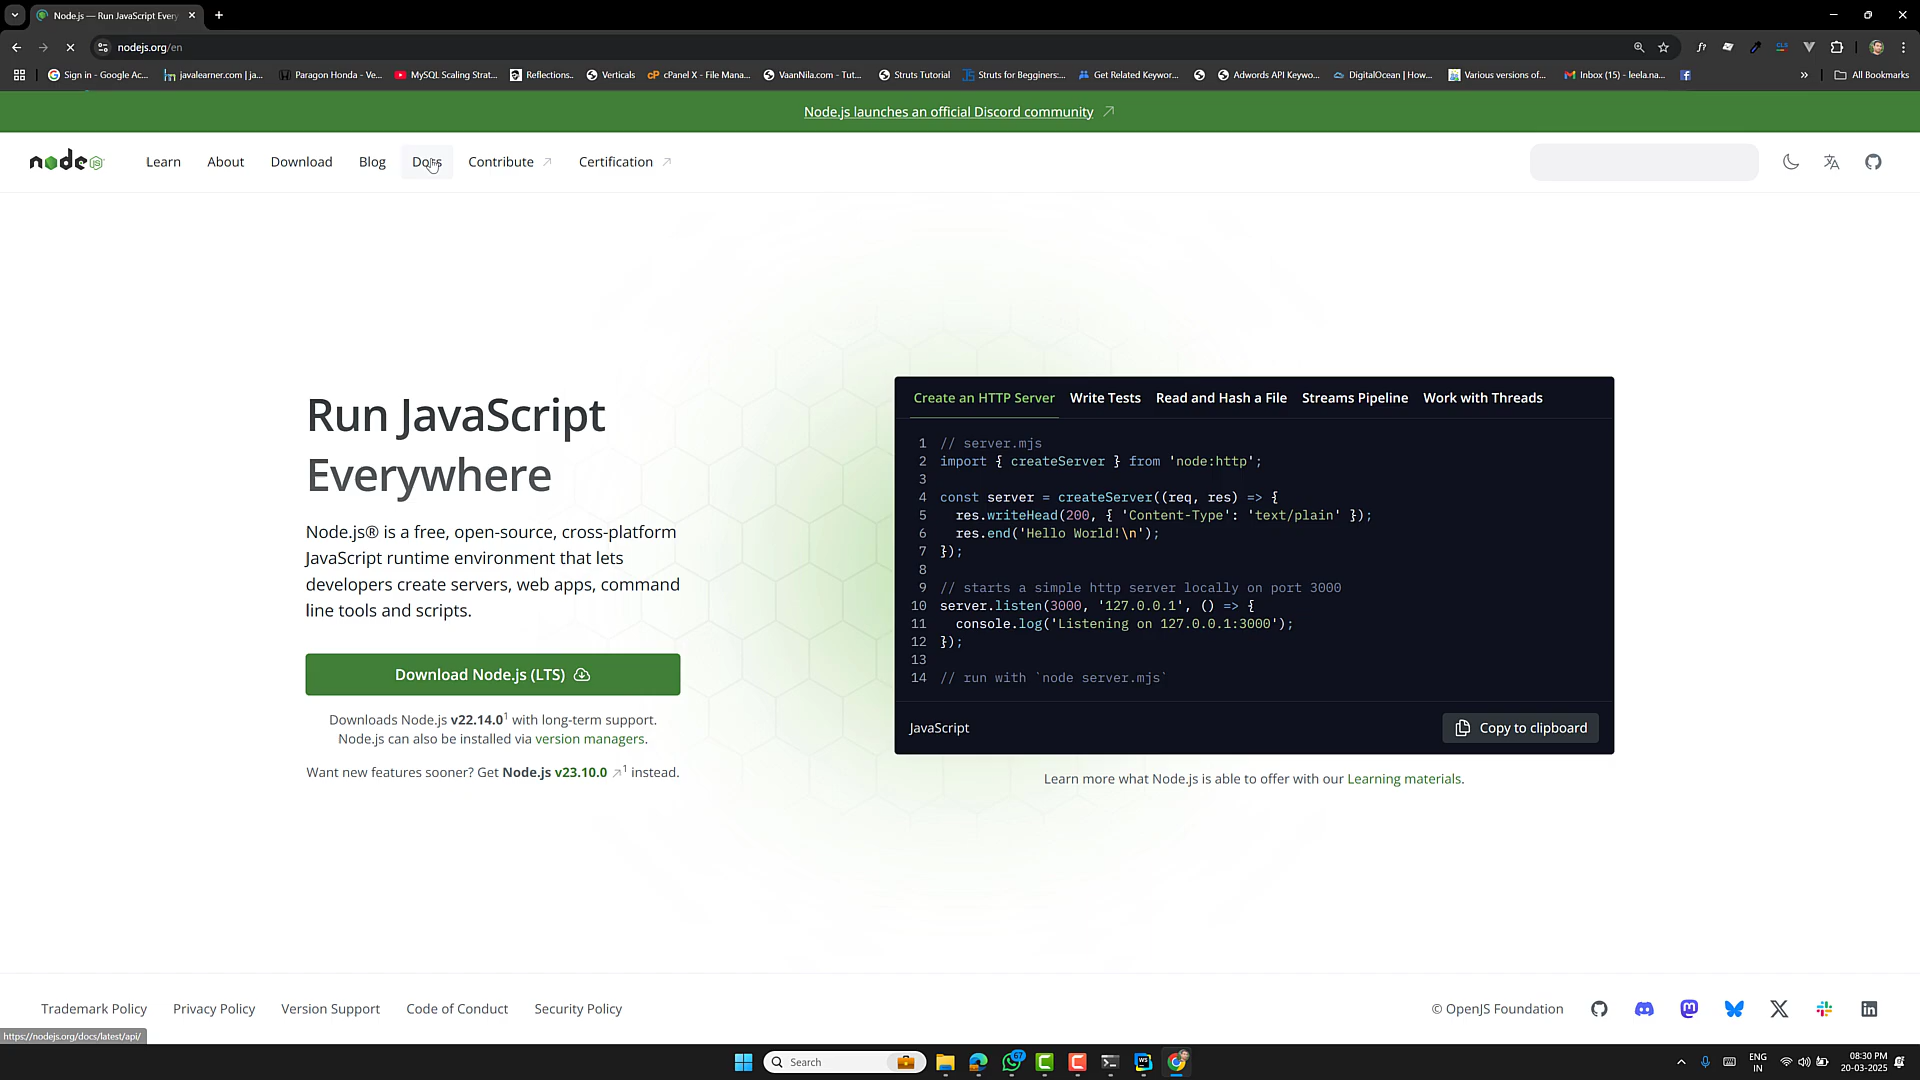 Node.js — Run JavaScript Every
nodejs.org/en
Sign in - Google Ac...
javalearner.com | ja...
Paragon Honda - Ve...
MySQL Scaling Strat...
Reflections..
Verticals
cPanel X - File Mana...
VaanNila.com - Tut...
Struts Tutorial
Struts for Begginers:...
Get Related Keywor...
Adwords API Keywo...
DigitalOcean | How...
Various versions of...
Inbox (15) - leela.na...
All Bookmarks
Node.js launches an official Discord community
node JS
Learn
About
Download
Blog
Docs
Contribute
Certification
Run JavaScript
Everywhere
Node.js® is a free, open-source, cross-platform
JavaScript runtime environment that lets
developers create servers, web apps, command
line tools and scripts.
Download Node.js (LTS)
Downloads Node.js v22.14.0¹ with long-term support.
Node.js can also be installed via version managers.
Want new features sooner? Get Node.js v23.10.0 ¹ instead.
Create an HTTP Server
Write Tests
Read and Hash a File
Streams Pipeline
Work with Threads
1 // server.mjs
2 import { createServer } from 'node:http';
3
4 const server = createServer((req, res) => {
5 res.writeHead(200, { 'Content-Type': 'text/plain' });
6 res.end('Hello World!\n');
7 });
8
9 // starts a simple http server locally on port 3000
10 server.listen(3000, '127.0.0.1', () => {
11 console.log('Listening on 127.0.0.1:3000');
12 });
13
14 // run with `node server.mjs`
JavaScript
Copy to clipboard
Learn more what Node.js is able to offer with our Learning materials.
Trademark Policy
Privacy Policy
Version Support
Code of Conduct
Security Policy
© OpenJS Foundation
https://nodejs.org/docs/latest/api/
Search
67
WS
ENG
IN
08:30 PM
20-03-2025